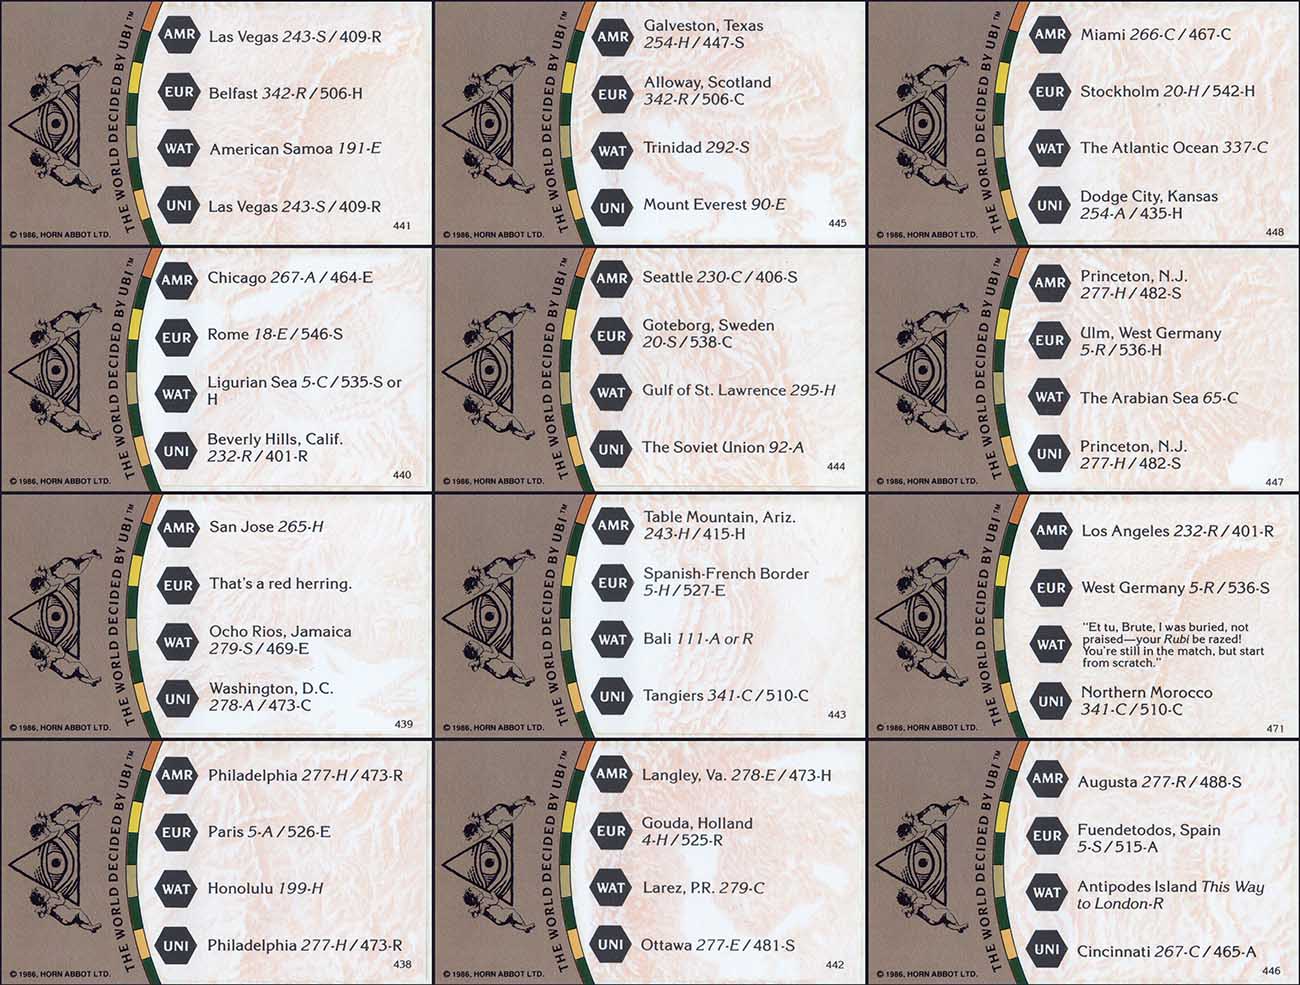 THE WORLD DECIDED BY UBI™
AMR Las Vegas 243-S / 409-R
EUR Belfast 342-R / 506-H
WAT American Samoa 191-E
UNI Las Vegas 243-S / 409-R
© 1986, HORN ABBOT LTD.
441
THE WORLD DECIDED BY UBI™
AMR Galveston, Texas
254-H / 447-S
EUR Alloway, Scotland
342-R / 506-C
WAT Trinidad 292-S
UNI Mount Everest 90-E
© 1986, HORN ABBOT LTD.
445
THE WORLD DECIDED BY UBI™
AMR Miami 266-C / 467-C
EUR Stockholm 20-H / 542-H
WAT The Atlantic Ocean 337-C
UNI Dodge City, Kansas
254-A / 435-H
© 1986, HORN ABBOT LTD.
448
THE WORLD DECIDED BY UBI™
AMR Chicago 267-A / 464-E
EUR Rome 18-E / 546-S
WAT Ligurian Sea 5-C / 535-S or
H
UNI Beverly Hills, Calif.
232-R / 401-R
© 1986, HORN ABBOT LTD.
440
THE WORLD DECIDED BY UBI™
AMR Seattle 230-C / 406-S
EUR Goteborg, Sweden
20-S / 538-C
WAT Gulf of St. Lawrence 295-H
UNI The Soviet Union 92-A
© 1986, HORN ABBOT LTD.
444
THE WORLD DECIDED BY UBI™
AMR Princeton, N.J.
277-H / 482-S
EUR Ulm, West Germany
5-R / 536-H
WAT The Arabian Sea 65-C
UNI Princeton, N.J.
277-H / 482-S
© 1986, HORN ABBOT LTD.
447
THE WORLD DECIDED BY UBI™
AMR San Jose 265-H
EUR That's a red herring.
WAT Ocho Rios, Jamaica
279-S / 469-E
UNI Washington, D.C.
278-A / 473-C
© 1986, HORN ABBOT LTD.
439
THE WORLD DECIDED BY UBI™
AMR Table Mountain, Ariz.
243-H / 415-H
EUR Spanish-French Border
5-H / 527-E
WAT Bali 111-A or R
UNI Tangiers 341-C / 510-C
© 1986, HORN ABBOT LTD.
443
THE WORLD DECIDED BY UBI™
AMR Los Angeles 232-R / 401-R
EUR West Germany 5-R / 536-S
WAT "Et tu, Brute, I was buried, not
praised—your Rubi be razed!
You're still in the match, but start
from scratch."
UNI Northern Morocco
341-C / 510-C
© 1986, HORN ABBOT LTD.
471
THE WORLD DECIDED BY UBI™
AMR Philadelphia 277-H / 473-R
EUR Paris 5-A / 526-E
WAT Honolulu 199-H
UNI Philadelphia 277-H / 473-R
© 1986, HORN ABBOT LTD.
438
THE WORLD DECIDED BY UBI™
AMR Langley, Va. 278-E / 473-H
EUR Gouda, Holland
4-H / 525-R
WAT Larez, P.R. 279-C
UNI Ottawa 277-E / 481-S
© 1986, HORN ABBOT LTD.
442
THE WORLD DECIDED BY UBI™
AMR Augusta 277-R / 488-S
EUR Fuendetodos, Spain
5-S / 515-A
WAT Antipodes Island This Way
to London-R
UNI Cincinnati 267-C / 465-A
© 1986, HORN ABBOT LTD.
446